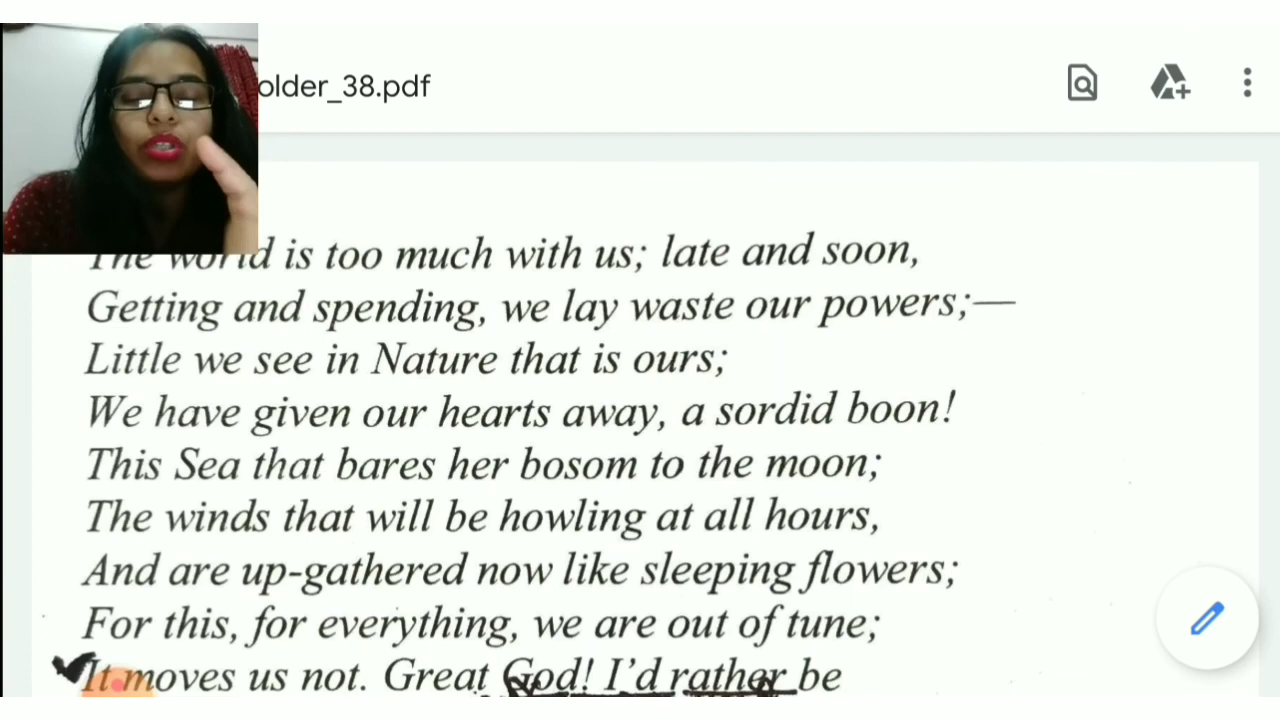 older_38.pdf
The world is too much with us; late and soon,
Getting and spending, we lay waste our powers;—
Little we see in Nature that is ours;
We have given our hearts away, a sordid boon!
This Sea that bares her bosom to the moon;
The winds that will be howling at all hours,
And are up-gathered now like sleeping flowers;
For this, for everything, we are out of tune;
It moves us not. Great God! I'd rather be